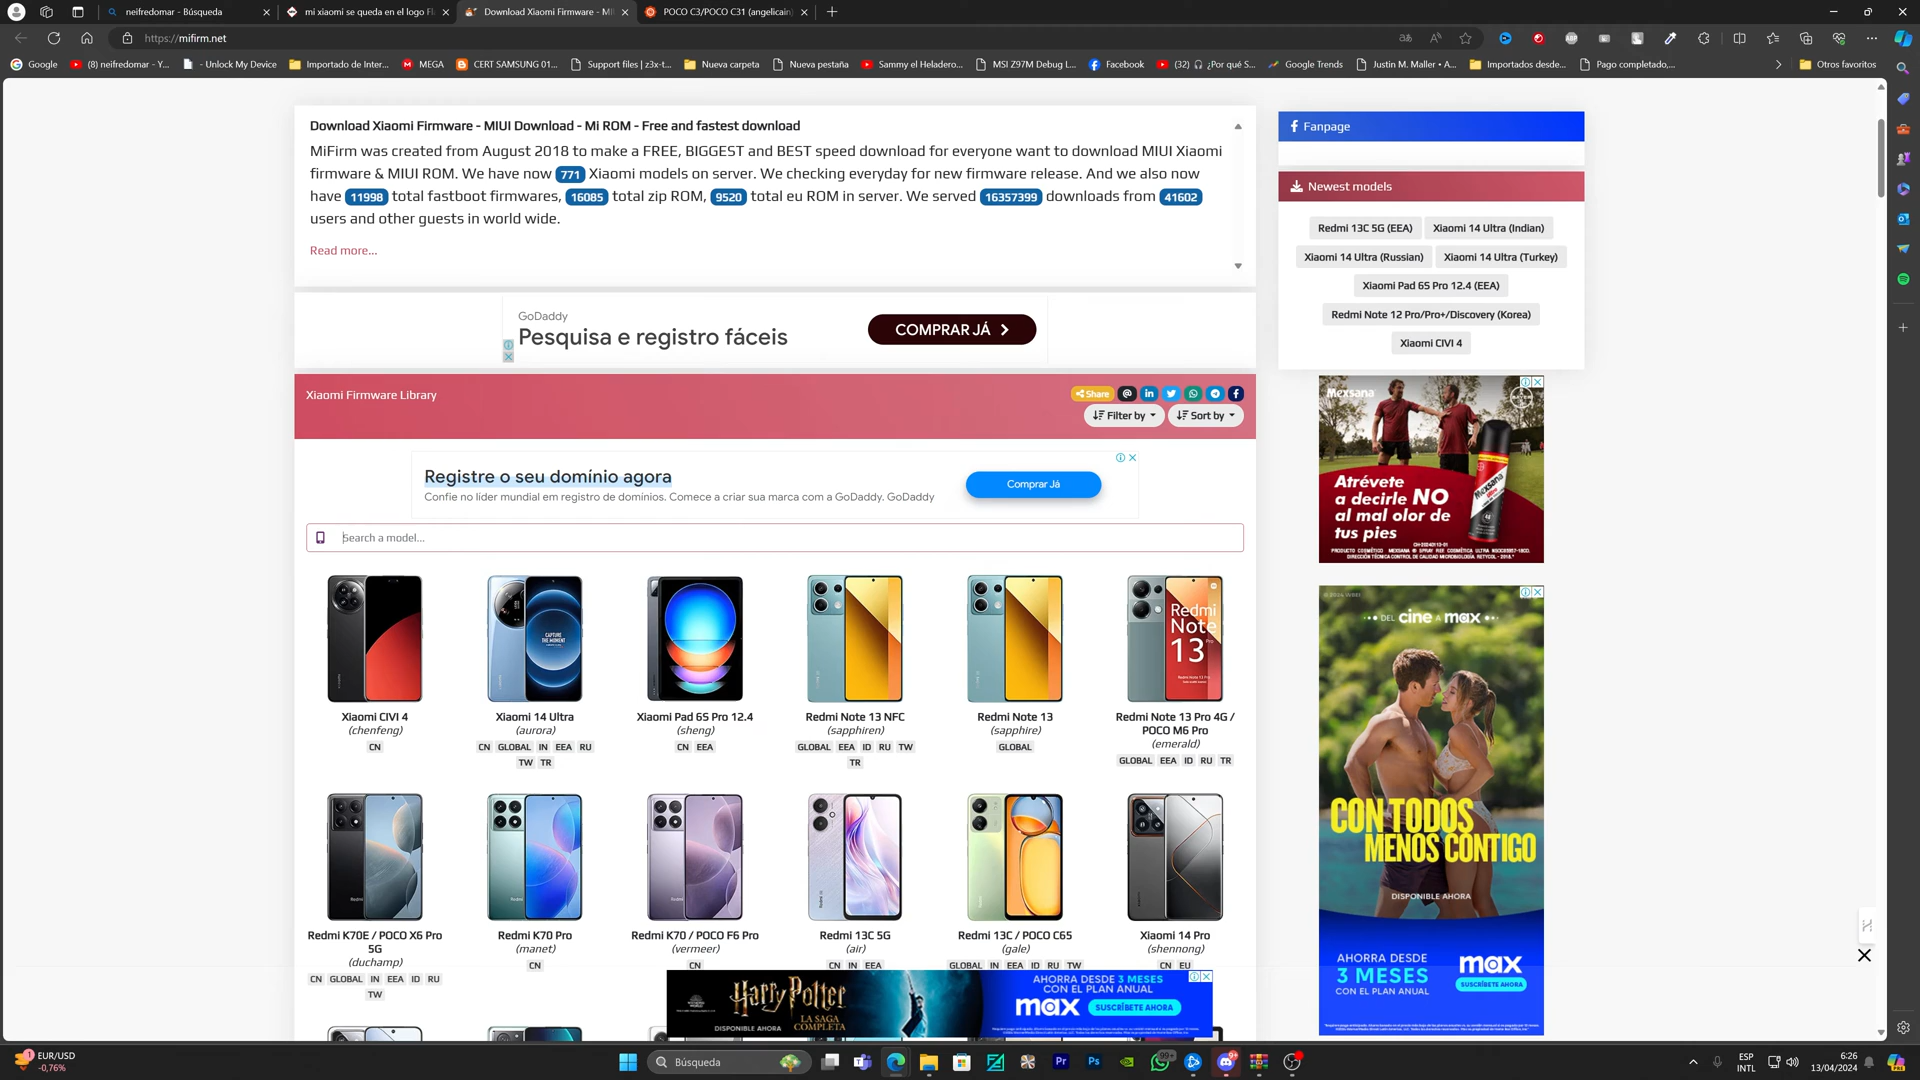 neifredomar - Búsqueda
mi xiaomi se queda en el logo Fl
Download Xiaomi Firmware - MI
POCO C3/POCO C31 (angelicain)
https://mifirm.net
Google
(8) neifredomar - Y...
- Unlock My Device
Importado de Inter...
MEGA
CERT SAMSUNG 01...
Support files | z3x-t...
Nueva carpeta
Nueva pestaña
Sammy el Heladero...
MSI Z97M Debug L...
Facebook
(32) ¿Por qué S...
Google Trends
Justin M. Maller • A...
Importados desde...
Pago completado,...
Otros favoritos
Download Xiaomi Firmware - MIUI Download - Mi ROM - Free and fastest download
MiFirm was created from August 2018 to make a FREE, BIGGEST and BEST speed download for everyone want to download MIUI Xiaomi
firmware & MIUI ROM. We have now 771 Xiaomi models on server. We checking everyday for new firmware release. And we also now
have 11998 total fastboot firmwares, 16085 total zip ROM, 9520 total eu ROM in server. We served 16357399 downloads from 41602
users and other guests in world wide.
Read more...
Fanpage
Newest models
Redmi 13C 5G (EEA)
Xiaomi 14 Ultra (Indian)
Xiaomi 14 Ultra (Russian)
Xiaomi 14 Ultra (Turkey)
Xiaomi Pad 6S Pro 12.4 (EEA)
Redmi Note 12 Pro/Pro+/Discovery (Korea)
Xiaomi CIVI 4
GoDaddy
Pesquisa e registro fáceis
COMPRAR JÁ
Xiaomi Firmware Library
Share
Filter by
Sort by
Registre o seu domínio agora
Confie no líder mundial em registro de domínios. Comece a criar sua marca com a GoDaddy. GoDaddy
Comprar Já
Search a model...
CAPTURE
THE MOMENT
Redmi
Note
13
Xiaomi CIVI 4
(chenfeng)
CN
Xiaomi 14 Ultra
(aurora)
CN GLOBAL IN EEA RU
TW TR
Xiaomi Pad 6S Pro 12.4
(sheng)
CN EEA
Redmi Note 13 NFC
(sapphiren)
GLOBAL EEA ID RU TW
TR
Redmi Note 13
(sapphire)
GLOBAL
Redmi Note 13 Pro 4G /
POCO M6 Pro
(emerald)
GLOBAL EEA ID RU TR
Redmi K70E / POCO X6 Pro
5G
(duchamp)
CN GLOBAL IN EEA ID RU
TW
Redmi K70 Pro
(manet)
CN
Redmi K70 / POCO F6 Pro
(vermeer)
CN
Redmi 13C 5G
(air)
CN IN EEA
Redmi 13C / POCO C65
(gale)
GLOBAL IN EEA ID RU TW
Xiaomi 14 Pro
(shennong)
CN EU
Mexsana
Atrévete
a decirle NO
al mal olor de
tus pies
DEL cine A max
CON TODOS
MENOS CONTIGO
DISPONIBLE AHORA
AHORA DESDE
3 MESES
CON EL PLAN ANUAL
max
SUSCRÍBETE AHORA
Harry Potter
LA SAGA
COMPLETA
DISPONIBLE AHORA
AHORA DESDE 3 MESES
CON EL PLAN ANUAL
max
SUSCRÍBETE AHORA
EUR/USD
-0,76%
Búsqueda
Pr
Ps
99+
ESP
INTL
6:26
13/04/2024